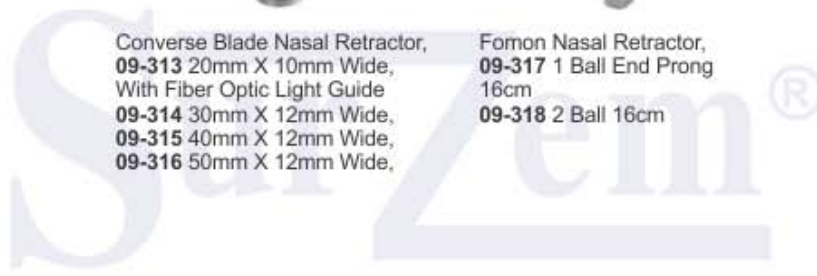 Converse Blade Nasal Retractor,
09-313 20mm X 10mm Wide,
With Fiber Optic Light Guide
09-314 30mm X 12mm Wide,
09-315 40mm X 12mm Wide,
09-316 50mm X 12mm Wide,
Fomon Nasal Retractor,
09-317 1 Ball End Prong
16cm
09-318 2 Ball 16cm
SurZem®